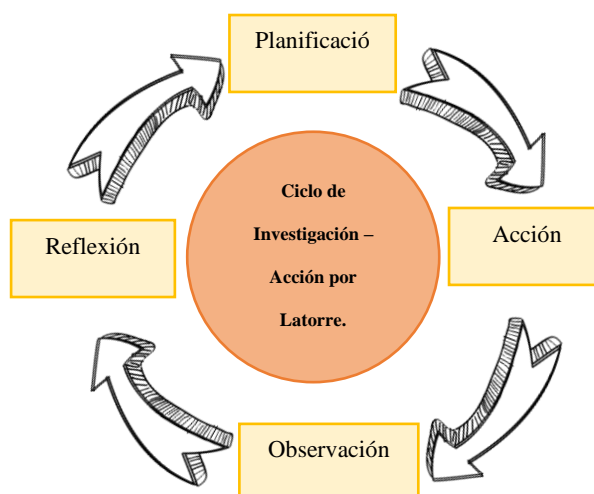 Planificació
Ciclo de
Investigación –
Acción por
Latorre.
Reflexión
Acción
Observación